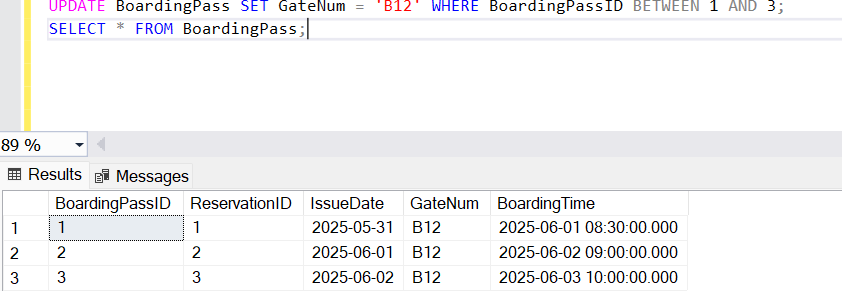 UPDATE BoardingPass SET GateNum = 'B12' WHERE BoardingPassID BETWEEN 1 AND 3;
SELECT * FROM BoardingPass;
89 %
Results Messages
BoardingPassID ReservationID IssueDate GateNum BoardingTime
1 1 1 2025-05-31 B12 2025-06-01 08:30:00.000
2 2 2 2025-06-01 B12 2025-06-02 09:00:00.000
3 3 3 2025-06-02 B12 2025-06-03 10:00:00.000